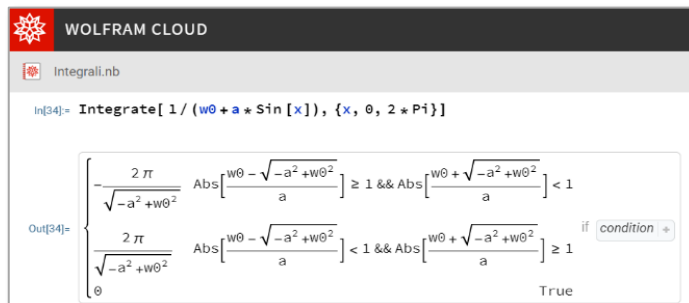 WOLFRAM CLOUD
Integrali.nb
In[34]:= Integrate[ 1/(w0 + a * Sin[x]), {x, 0, 2 * Pi}]
Out[34]=
-2 π/√(-a² + w0²) Abs[(w0 - √(-a² + w0²))/a] ≥ 1 && Abs[(w0 + √(-a² + w0²))/a] < 1
2 π/√(-a² + w0²) Abs[(w0 - √(-a² + w0²))/a] < 1 && Abs[(w0 + √(-a² + w0²))/a] ≥ 1
0 True
if condition +